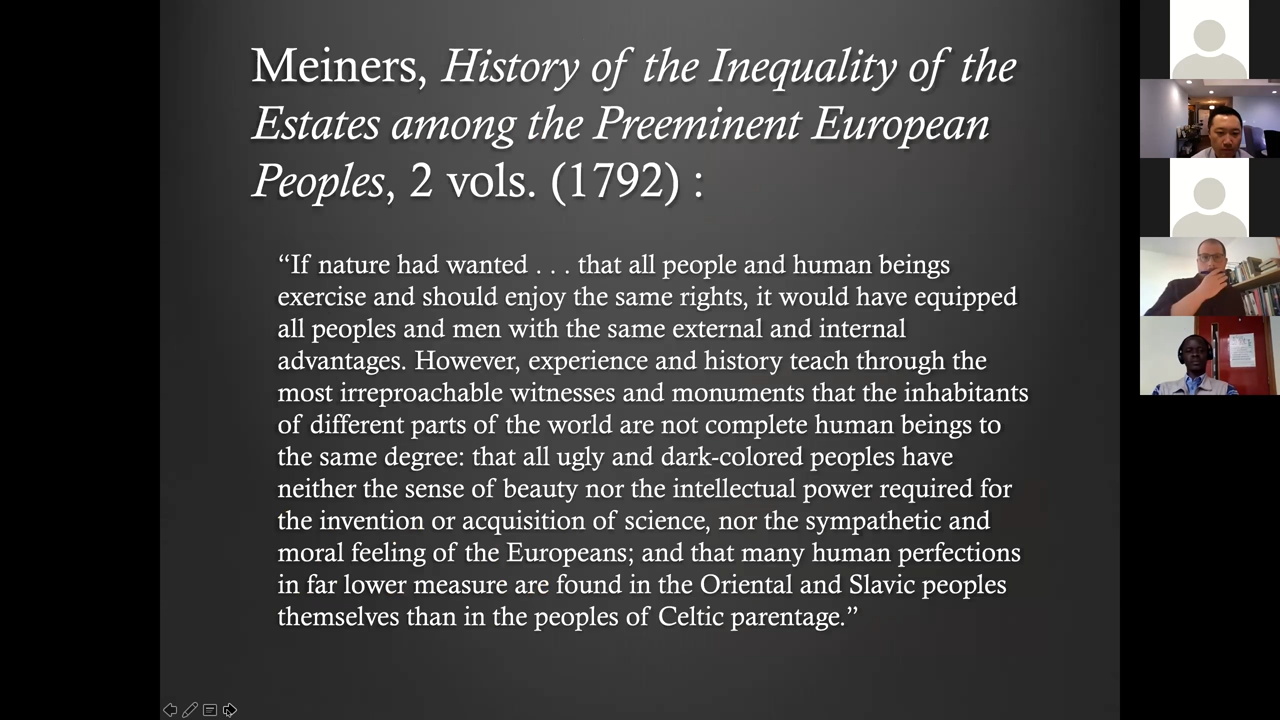 Meiners, History of the Inequality of the
Estates among the Preeminent European
Peoples, 2 vols. (1792) :
“If nature had wanted . . . that all people and human beings
exercise and should enjoy the same rights, it would have equipped
all peoples and men with the same external and internal
advantages. However, experience and history teach through the
most irreproachable witnesses and monuments that the inhabitants
of different parts of the world are not complete human beings to
the same degree: that all ugly and dark-colored peoples have
neither the sense of beauty nor the intellectual power required for
the invention or acquisition of science, nor the sympathetic and
moral feeling of the Europeans; and that many human perfections
in far lower measure are found in the Oriental and Slavic peoples
themselves than in the peoples of Celtic parentage.”